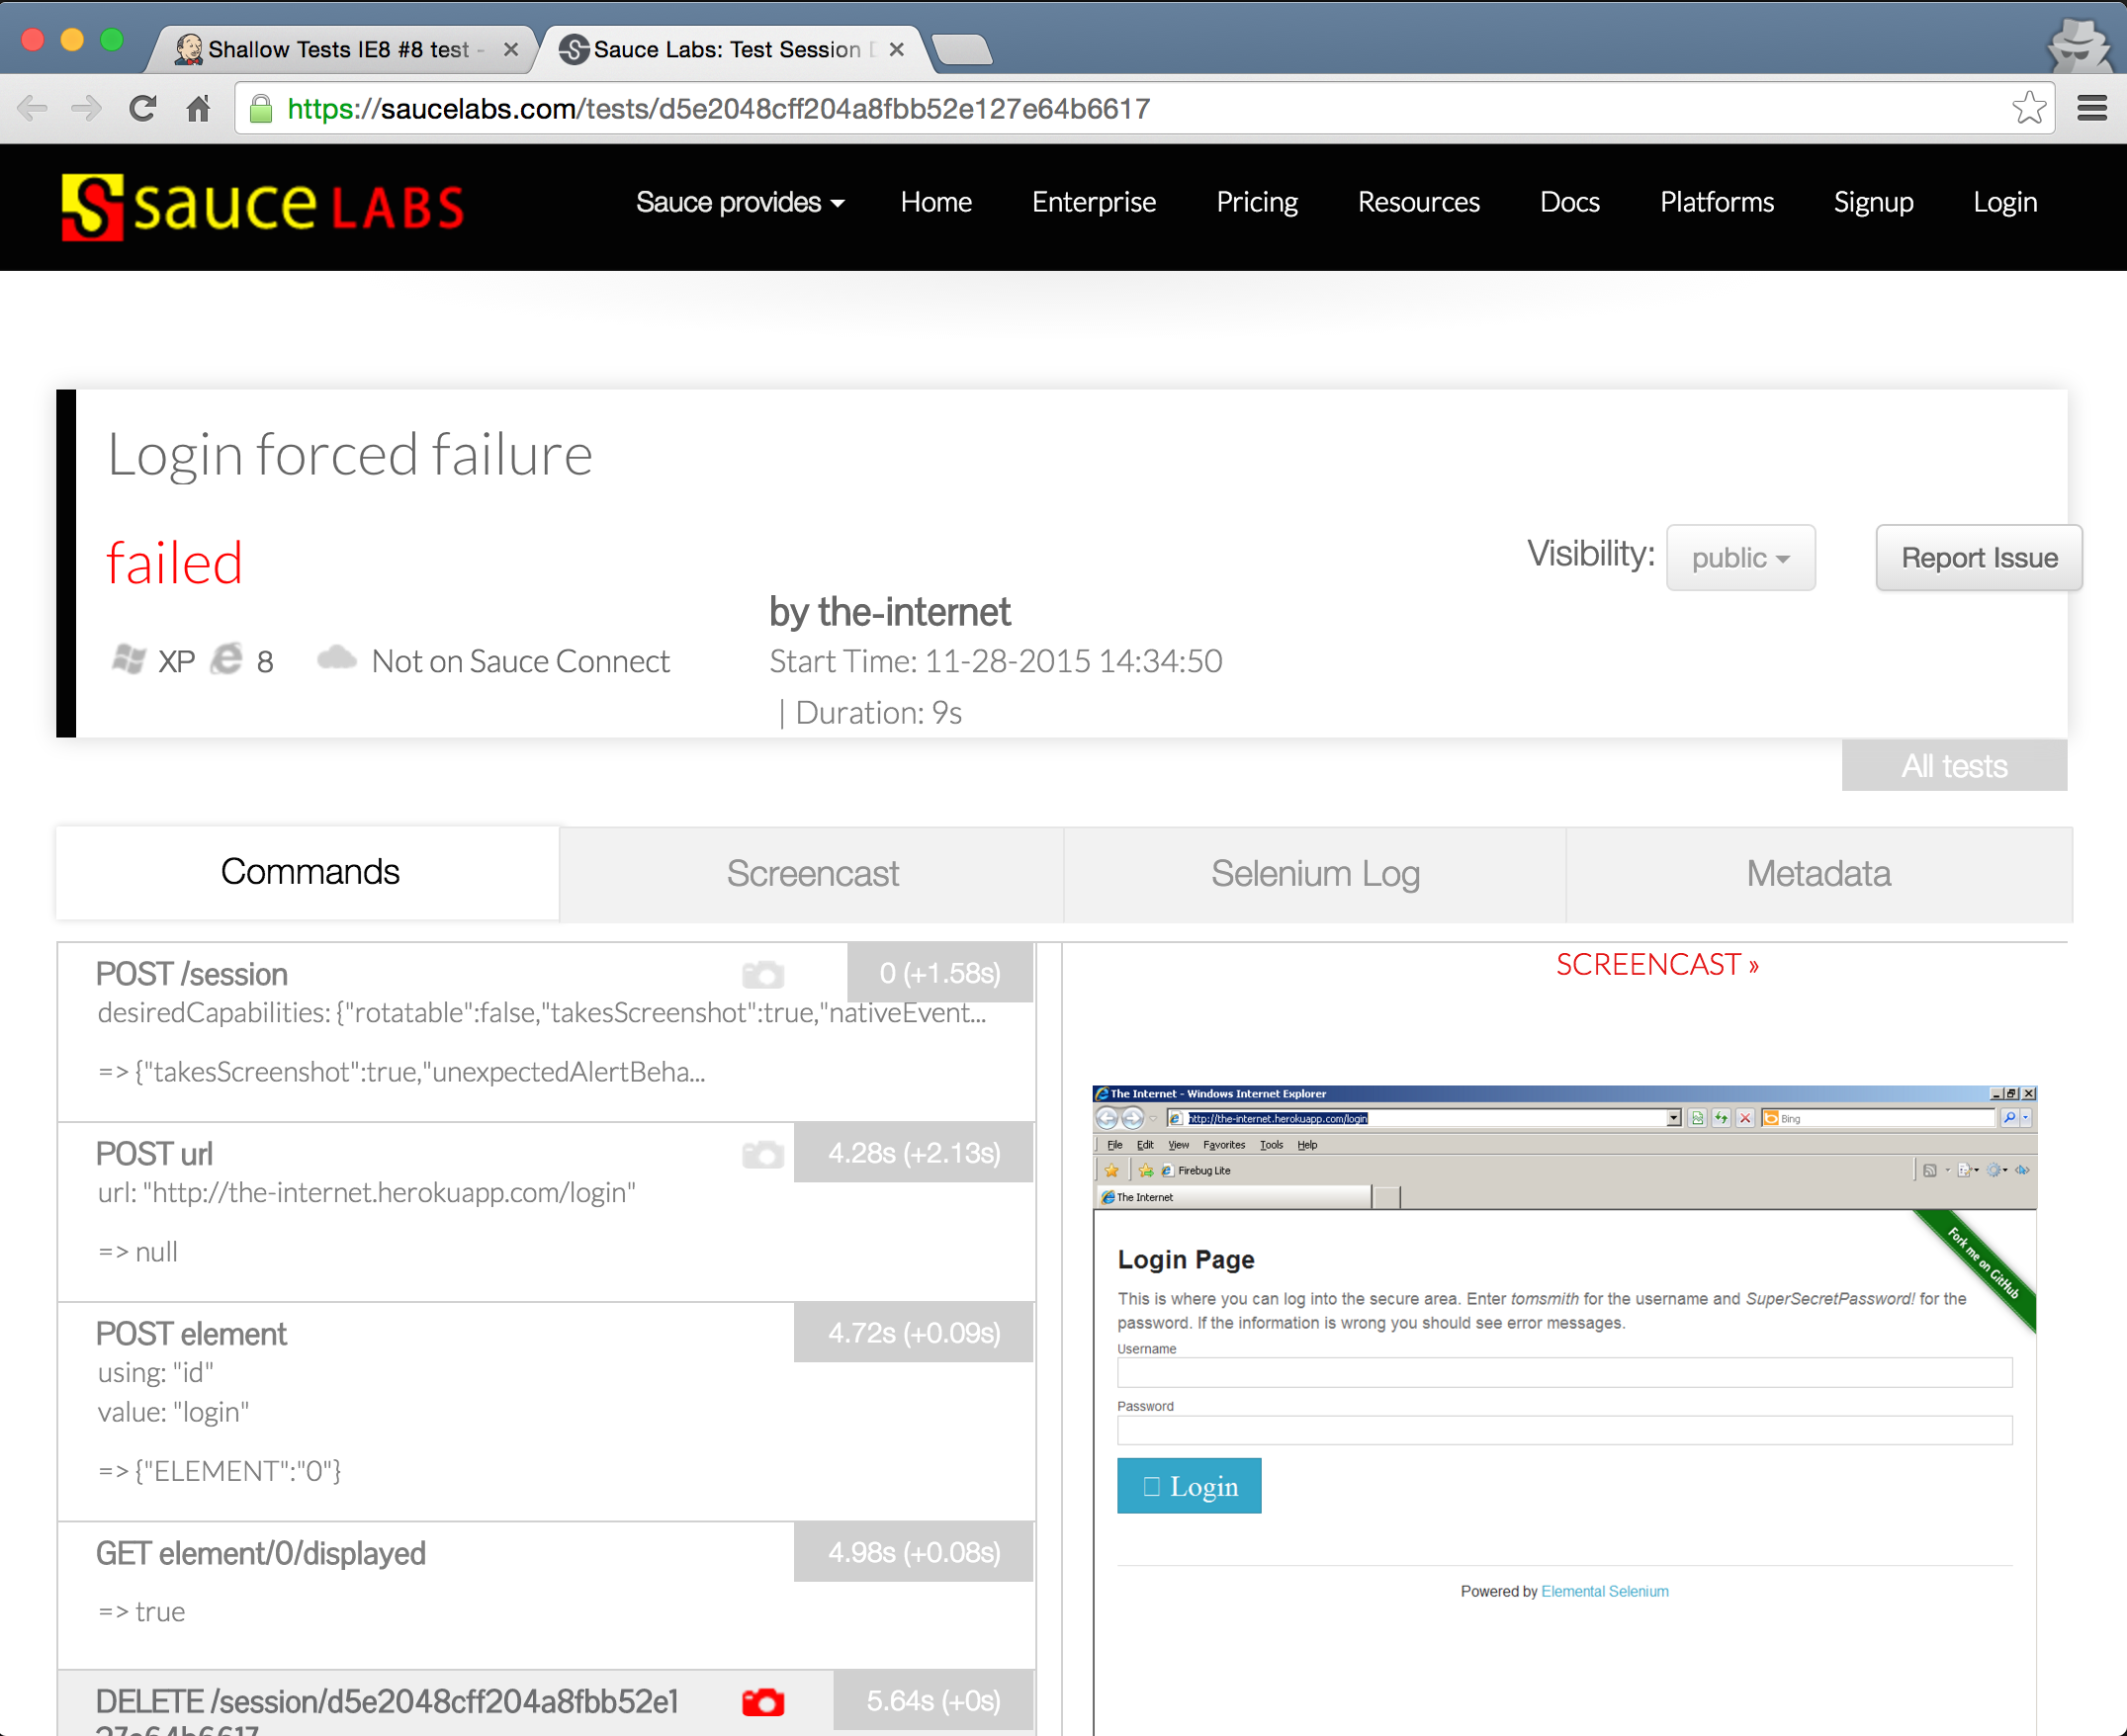 Shallow Tests IE8 #8 test -
Sauce Labs: Test Session D
https://saucelabs.com/tests/d5e2048cff204a8fbb52e127e64b6617
sauce LABS
Sauce provides
Home
Enterprise
Pricing
Resources
Docs
Platforms
Signup
Login
Login forced failure
failed
Visibility:
public
Report Issue
by the-internet
XP
8
Not on Sauce Connect
Start Time: 11-28-2015 14:34:50
| Duration: 9s
All tests
Commands
Screencast
Selenium Log
Metadata
POST /session
0 (+1.58s)
desiredCapabilities: {"rotatable":false,"takesScreenshot":true,"nativeEvent...
=> {"takesScreenshot":true,"unexpectedAlertBeha...
POST url
4.28s (+2.13s)
url: "http://the-internet.herokuapp.com/login"
=> null
POST element
4.72s (+0.09s)
using: "id"
value: "login"
=> {"ELEMENT":"0"}
GET element/0/displayed
4.98s (+0.08s)
=> true
DELETE /session/d5e2048cff204a8fbb52e1
27e64b6617
5.64s (+0s)
SCREENCAST »
The Internet - Windows Internet Explorer
http://the-internet.herokuapp.com/login
Bing
File Edit View Favorites Tools Help
Firebug Lite
The Internet
Fork me on GitHub
Login Page
This is where you can log into the secure area. Enter tomsmith for the username and SuperSecretPassword! for the
password. If the information is wrong you should see error messages.
Username
Password
Login
Powered by Elemental Selenium